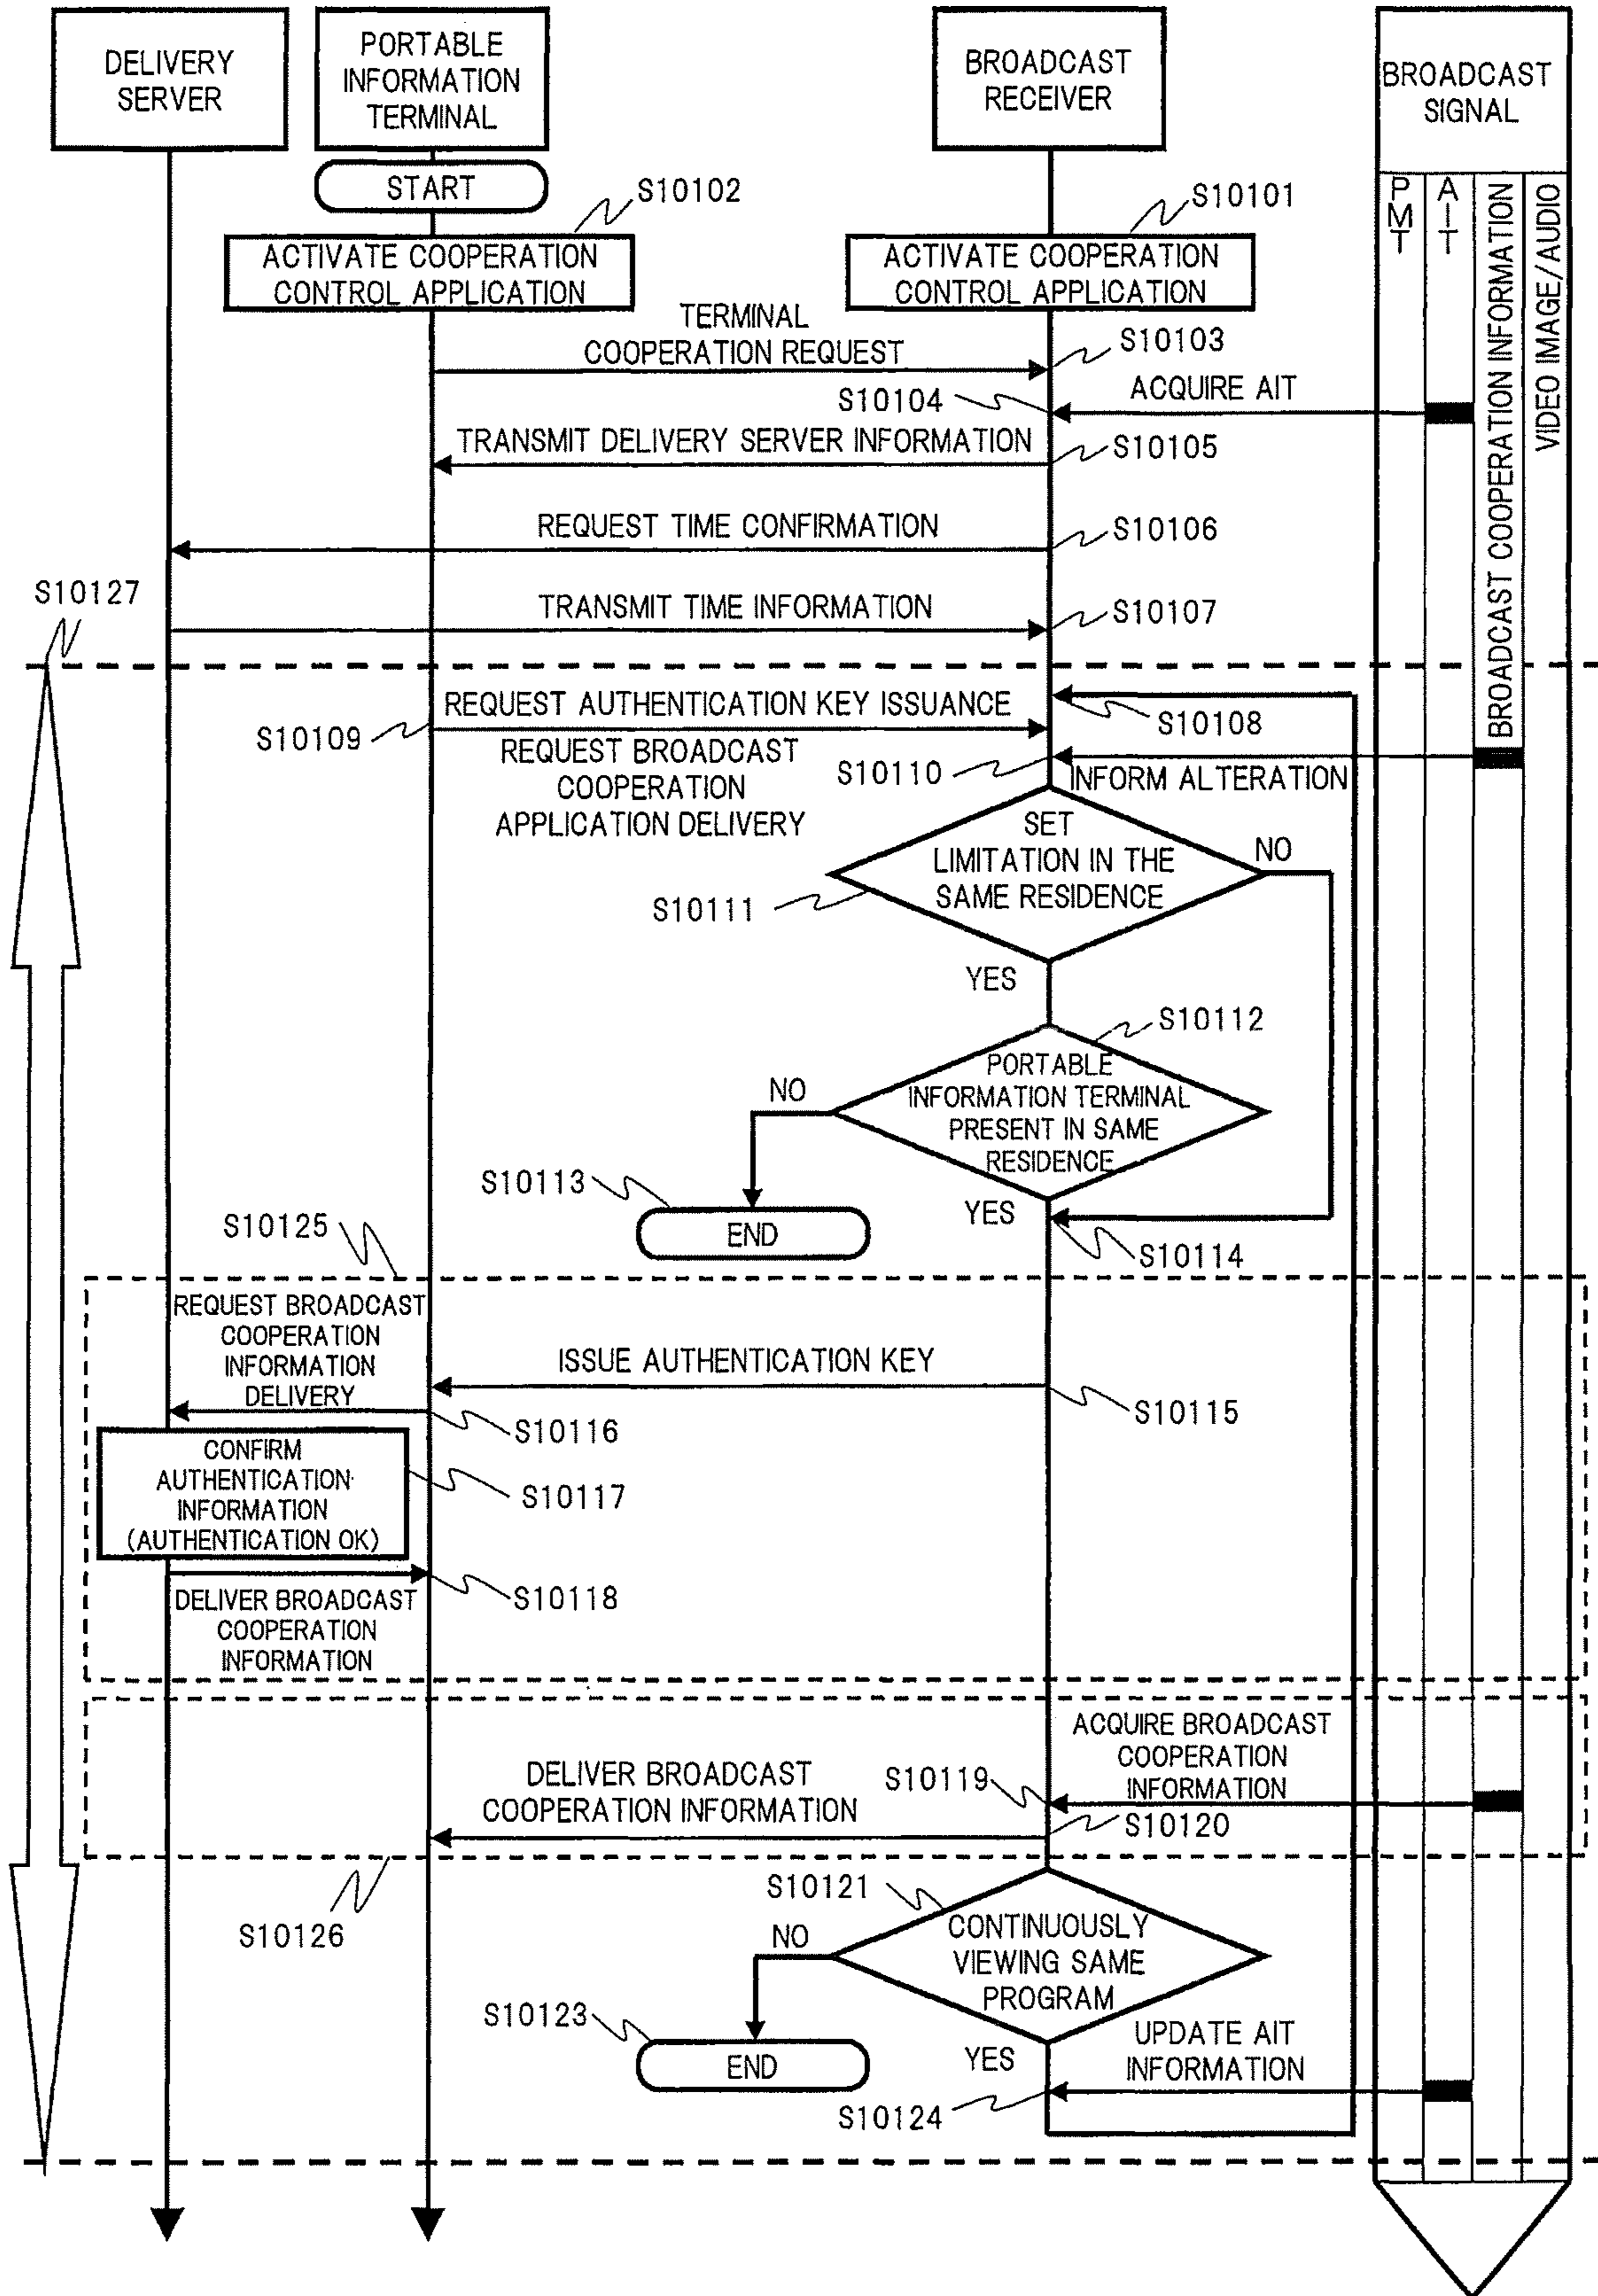 DELIVERY
SERVER
PORTABLE
INFORMATION
TERMINAL
BROADCAST
RECEIVER
BROADCAST
SIGNAL
START
PMT
AIT
BROADCAST COOPERATION INFORMATION
VIDEO IMAGE/AUDIO
S10102
S10101
ACTIVATE COOPERATION
CONTROL APPLICATION
ACTIVATE COOPERATION
CONTROL APPLICATION
TERMINAL
COOPERATION REQUEST
S10103
S10104
ACQUIRE AIT
TRANSMIT DELIVERY SERVER INFORMATION
S10105
REQUEST TIME CONFIRMATION
S10106
S10127
TRANSMIT TIME INFORMATION
S10107
REQUEST AUTHENTICATION KEY ISSUANCE
S10108
S10109
REQUEST BROADCAST
COOPERATION
APPLICATION DELIVERY
S10110
INFORM ALTERATION
SET
LIMITATION IN THE
SAME RESIDENCE
NO
S10111
YES
S10112
PORTABLE
INFORMATION TERMINAL
PRESENT IN SAME
RESIDENCE
NO
S10113
END
YES
S10114
S10125
REQUEST BROADCAST
COOPERATION
INFORMATION
DELIVERY
ISSUE AUTHENTICATION KEY
S10115
S10116
CONFIRM
AUTHENTICATION
INFORMATION
(AUTHENTICATION OK)
S10117
S10118
DELIVER BROADCAST
COOPERATION
INFORMATION
ACQUIRE BROADCAST
COOPERATION
INFORMATION
S10119
DELIVER BROADCAST
COOPERATION INFORMATION
S10120
S10126
S10121
CONTINUOUSLY
VIEWING SAME
PROGRAM
NO
S10123
END
YES
UPDATE AIT
INFORMATION
S10124